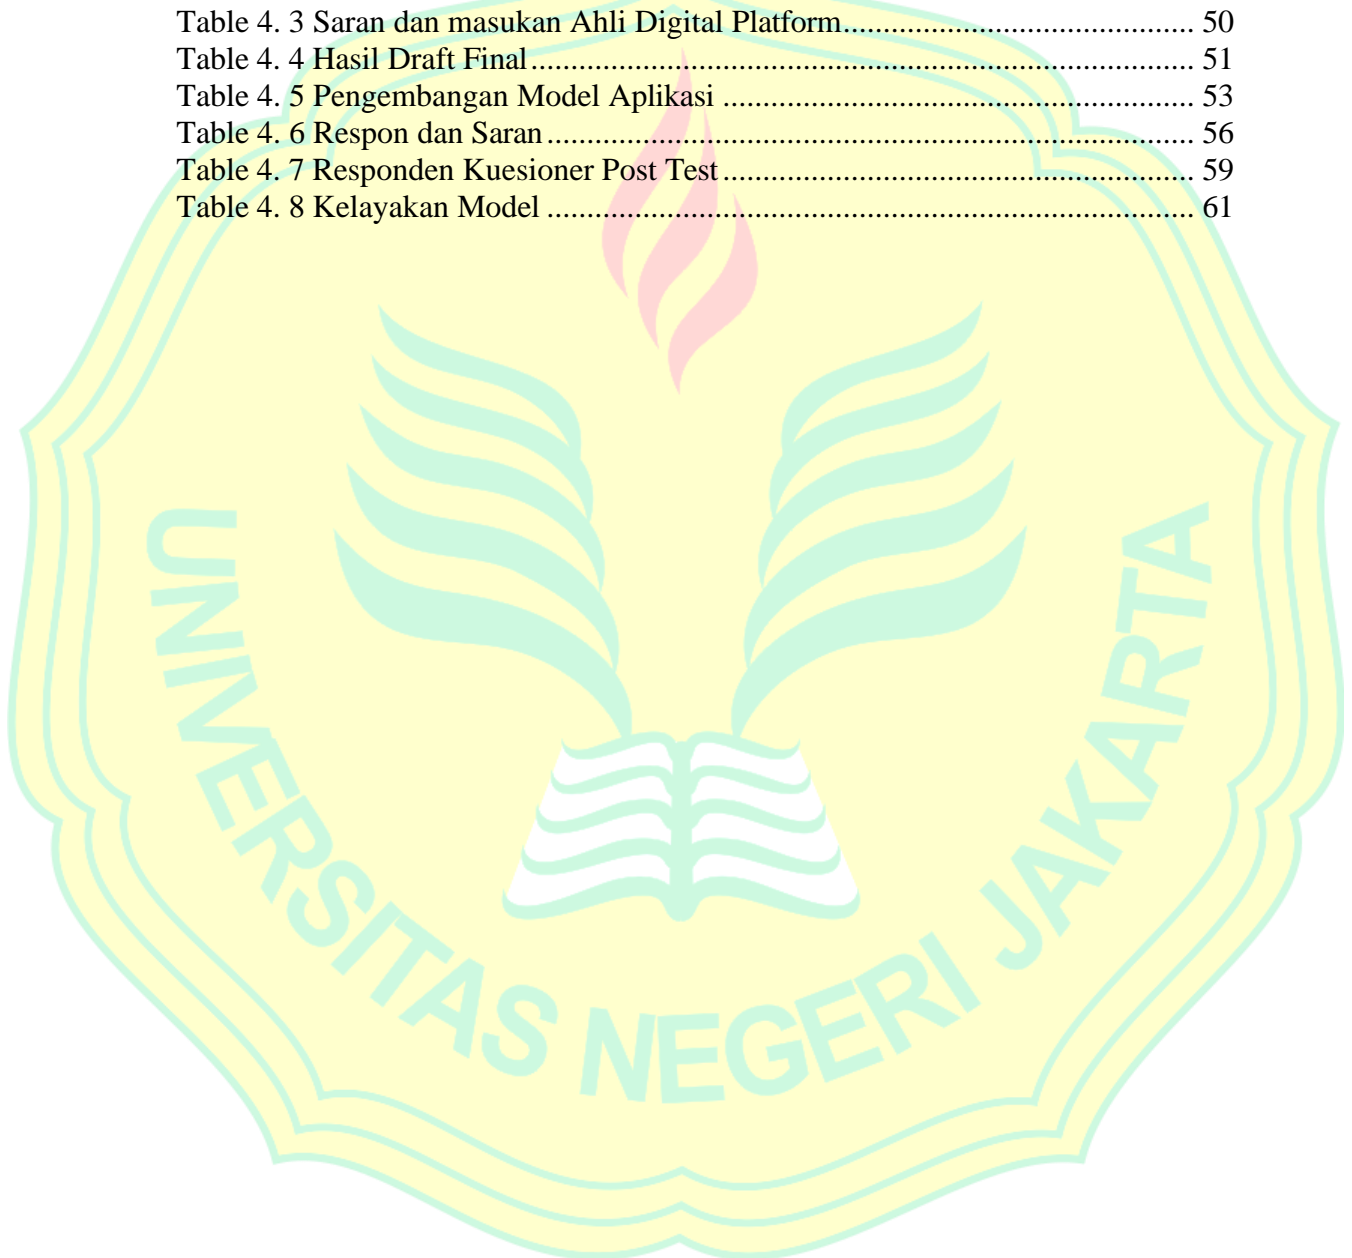 Table 4. 3 Saran dan masukan Ahli Digital Platform..................................... 50
Table 4. 4 Hasil Draft Final...................................................................... 51
Table 4. 5 Pengembangan Model Aplikasi .................................................. 53
Table 4. 6 Respon dan Saran..................................................................... 56
Table 4. 7 Responden Kuesioner Post Test .................................................. 59
Table 4. 8 Kelayakan Model ..................................................................... 61
UNIVERSITAS NEGERI JAKARTA